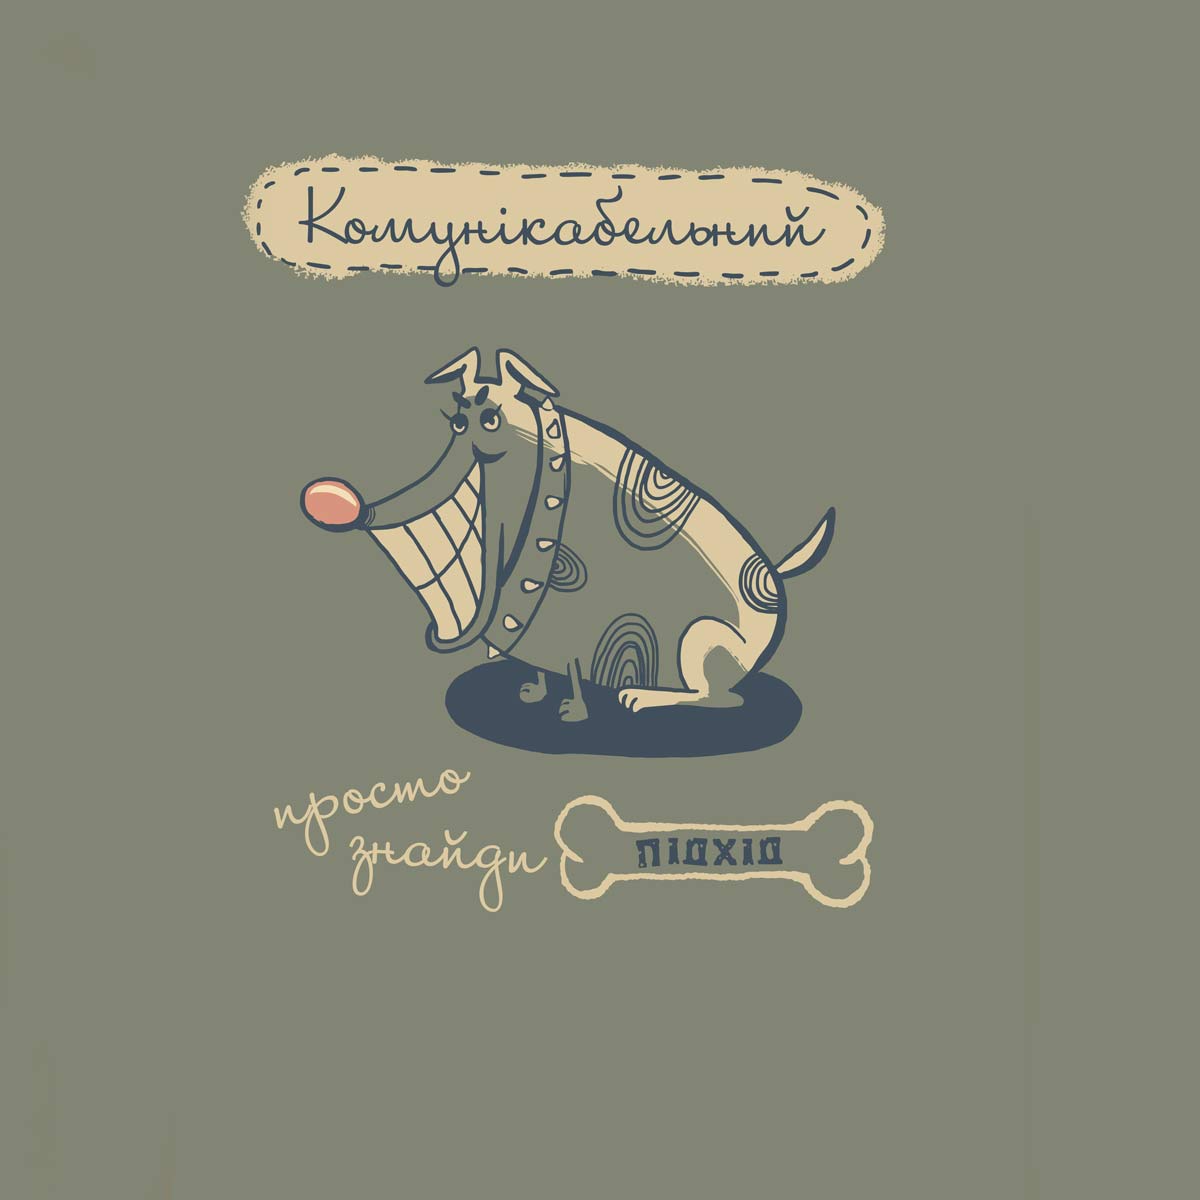 Комунікабельний
просто
знайди
підхід